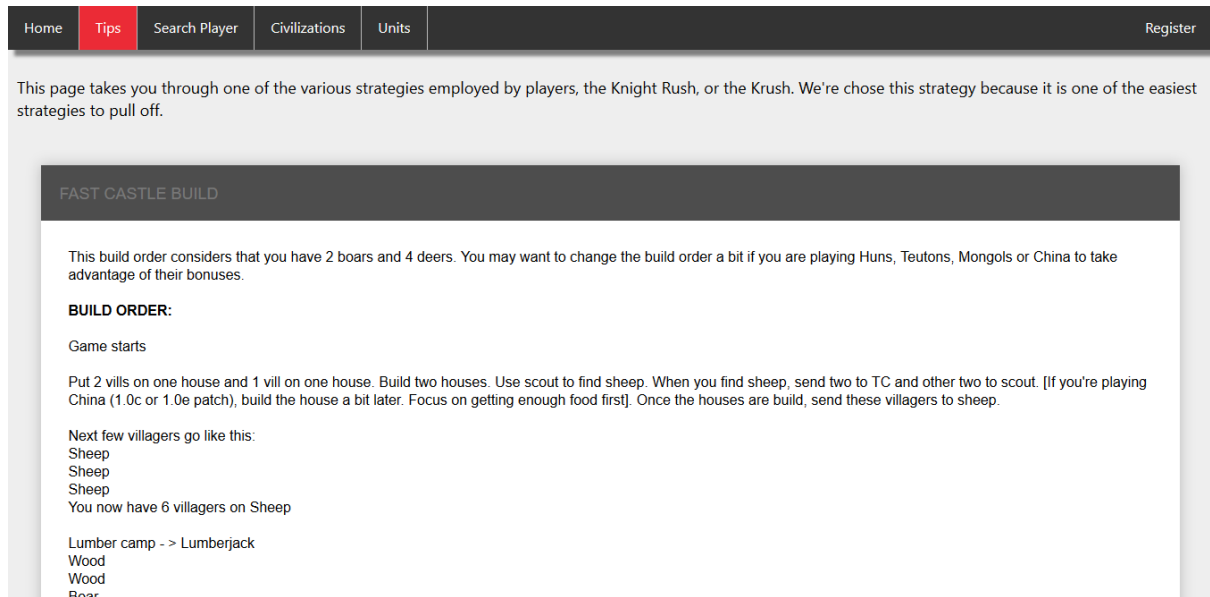 Home Tips Search Player Civilizations Units Register
This page takes you through one of the various strategies employed by players, the Knight Rush, or the Krush. We're chose this strategy because it is one of the easiest
strategies to pull off.
FAST CASTLE BUILD
This build order considers that you have 2 boars and 4 deers. You may want to change the build order a bit if you are playing Huns, Teutons, Mongols or China to take
advantage of their bonuses.
BUILD ORDER:
Game starts
Put 2 vills on one house and 1 vill on one house. Build two houses. Use scout to find sheep. When you find sheep, send two to TC and other two to scout. [If you're playing
China (1.0c or 1.0e patch), build the house a bit later. Focus on getting enough food first]. Once the houses are build, send these villagers to sheep.
Next few villagers go like this:
Sheep
Sheep
Sheep
You now have 6 villagers on Sheep
Lumber camp - > Lumberjack
Wood
Wood
Boar